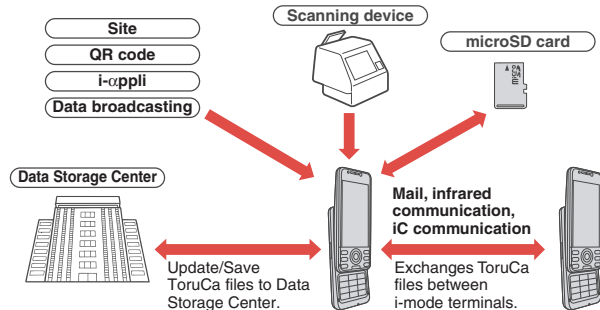 Site
QR code
i-αppli
Data broadcasting
Scanning device
microSD card
Data Storage Center
Mail, infrared
communication,
iC communication
Update/Save
ToruCa files to Data
Storage Center.
Exchanges ToruCa
files between
i-mode terminals.